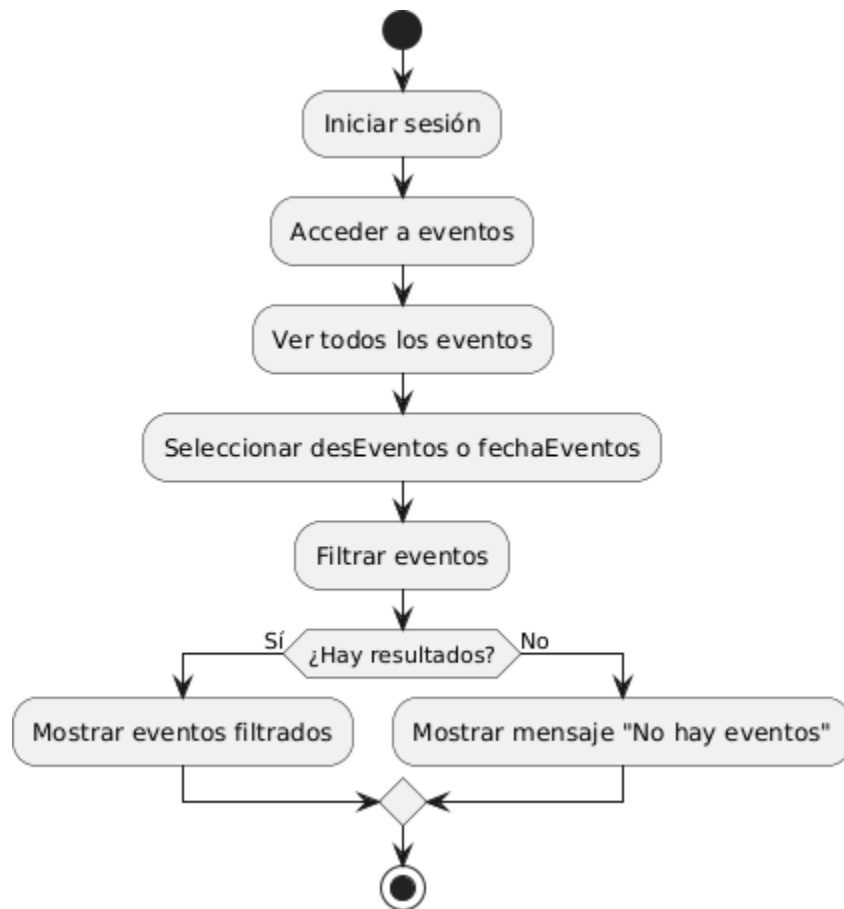 Iniciar sesión
Acceder a eventos
Ver todos los eventos
Seleccionar desEventos o fechaEventos
Filtrar eventos
Sí
¿Hay resultados?
No
Mostrar eventos filtrados
Mostrar mensaje "No hay eventos"